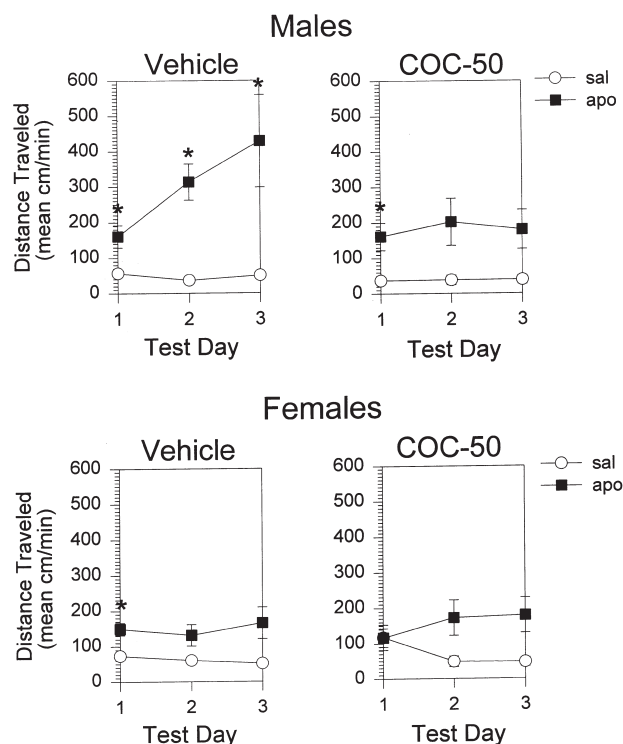 Males
Vehicle
COC-50
sal
apo
Distance Traveled
(mean cm/min)
600
500
400
300
200
100
0
*
*
*
1
2
3
Test Day
600
500
400
300
200
100
0
*
1
2
3
Test Day
Females
Vehicle
COC-50
sal
apo
Distance Traveled
(mean cm/min)
600
500
400
300
200
100
0
*
1
2
3
Test Day
600
500
400
300
200
100
0
1
2
3
Test Day